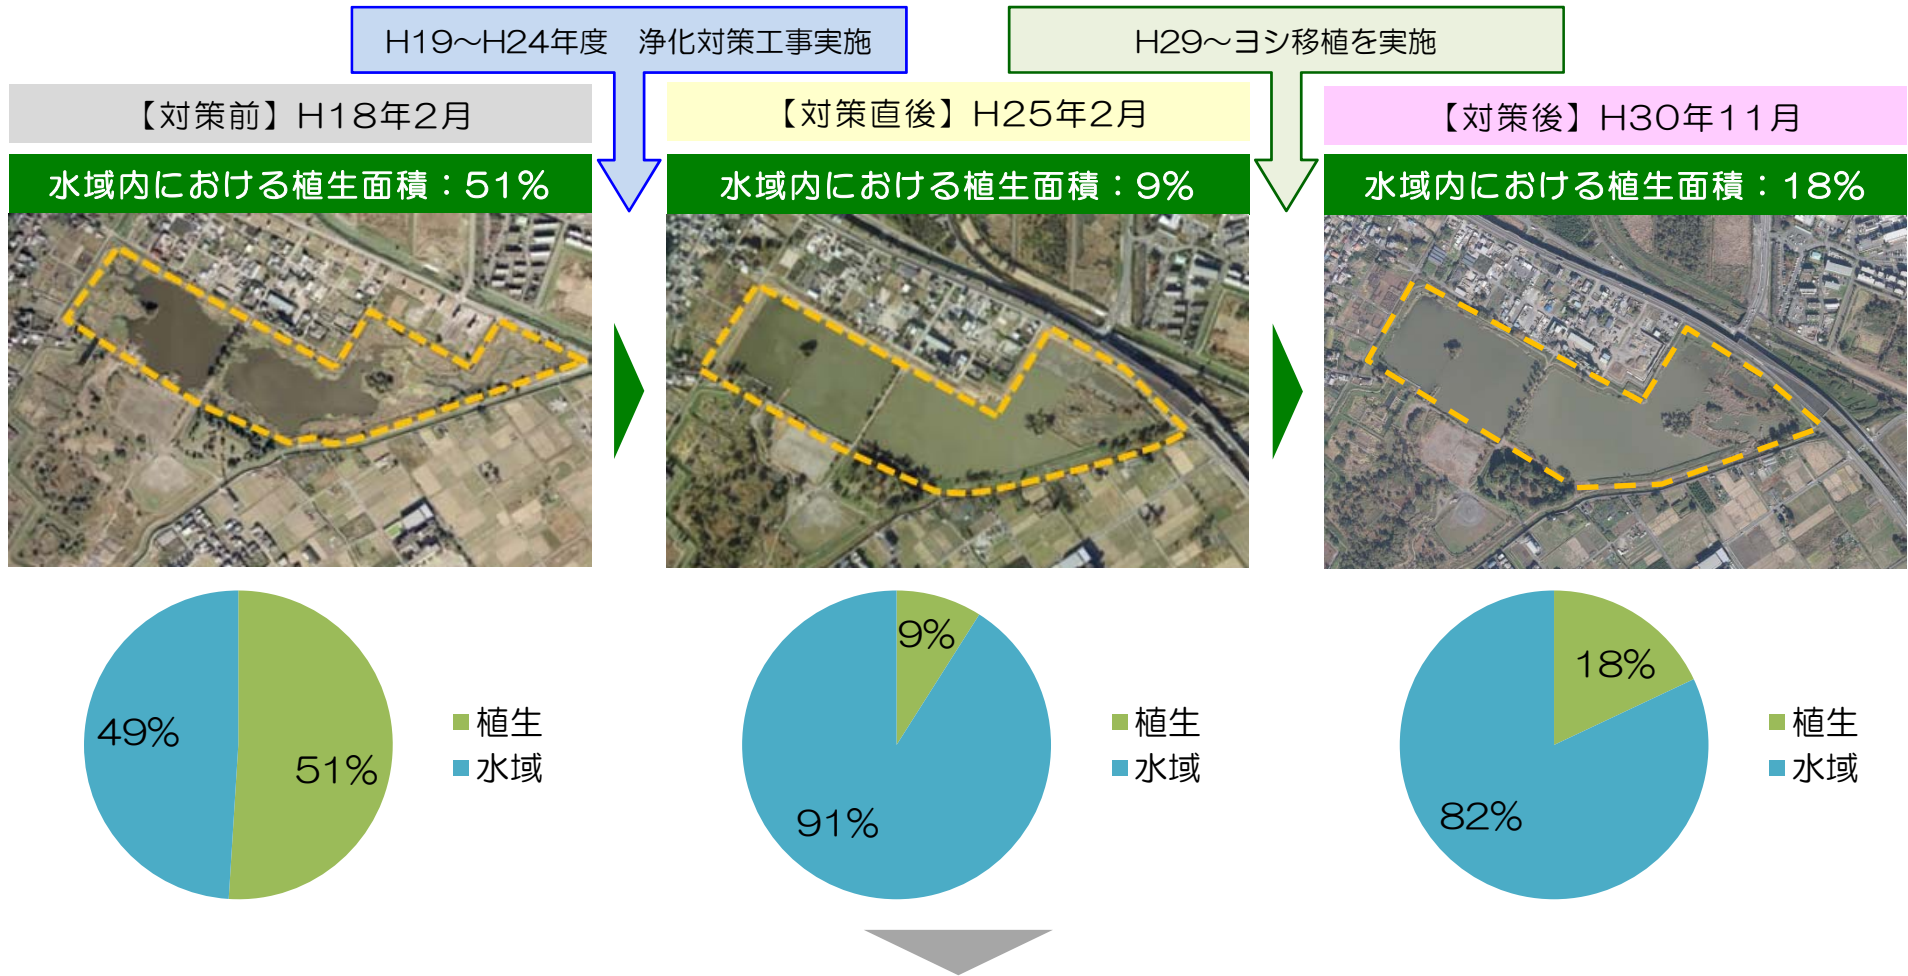 H19～H24年度　浄化対策工事実施
H29～ヨシ移植を実施
【対策前】H18年2月
【対策直後】H25年2月
【対策後】H30年11月
水域内における植生面積：51%
水域内における植生面積：9%
水域内における植生面積：18%
49%
51%
植生
水域
9%
91%
植生
水域
18%
82%
植生
水域